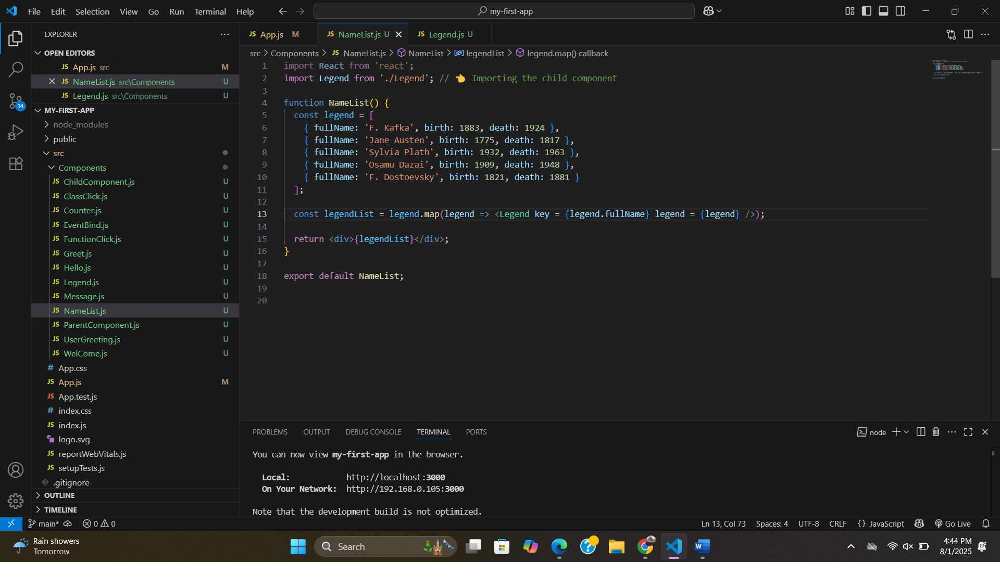 File Edit Selection View Go Run Terminal Help
my-first-app
EXPLORER
OPEN EDITORS
JS App.js src M
JS NameList.js src\Components U
JS Legend.js src\Components U
MY-FIRST-APP
node_modules
public
src
Components
JS ChildComponent.js U
JS ClassClick.js U
JS Counter.js U
JS EventBind.js U
JS FunctionClick.js U
JS Greet.js U
JS Hello.js U
JS Legend.js U
JS Message.js U
JS NameList.js U
JS ParentComponent.js U
JS UserGreeting.js U
JS WelCome.js U
# App.css
JS App.js M
JS App.test.js
# index.css
JS index.js
logo.svg
JS reportWebVitals.js
JS setupTests.js
.gitignore
OUTLINE
TIMELINE
14
JS App.js M
JS NameList.js U
JS Legend.js U
src > Components > JS NameList.js > NameList > legendList > legend.map() callback
1 import React from 'react';
2 import Legend from './Legend'; // 👈 Importing the child component
3
4 function NameList() {
5 const legend = [
6 { fullName: 'F. Kafka', birth: 1883, death: 1924 },
7 { fullName: 'Jane Austen', birth: 1775, death: 1817 },
8 { fullName: 'Sylvia Plath', birth: 1932, death: 1963 },
9 { fullName: 'Osamu Dazai', birth: 1909, death: 1948 },
10 { fullName: 'F. Dostoevsky', birth: 1821, death: 1881 }
11 ];
12
13 const legendList = legend.map(legend => <Legend key = {legend.fullName} legend = {legend} />);
14
15 return <div>{legendList}</div>;
16 }
17
18 export default NameList;
19
20
PROBLEMS OUTPUT DEBUG CONSOLE TERMINAL PORTS
node
You can now view my-first-app in the browser.
Local: http://localhost:3000
On Your Network: http://192.168.0.105:3000
Note that the development build is not optimized.
main* 0 0
Ln 13, Col 73 Spaces: 4 UTF-8 CRLF {} JavaScript Go Live
Rain showers
Tomorrow
Search
4:44 PM
8/1/2025